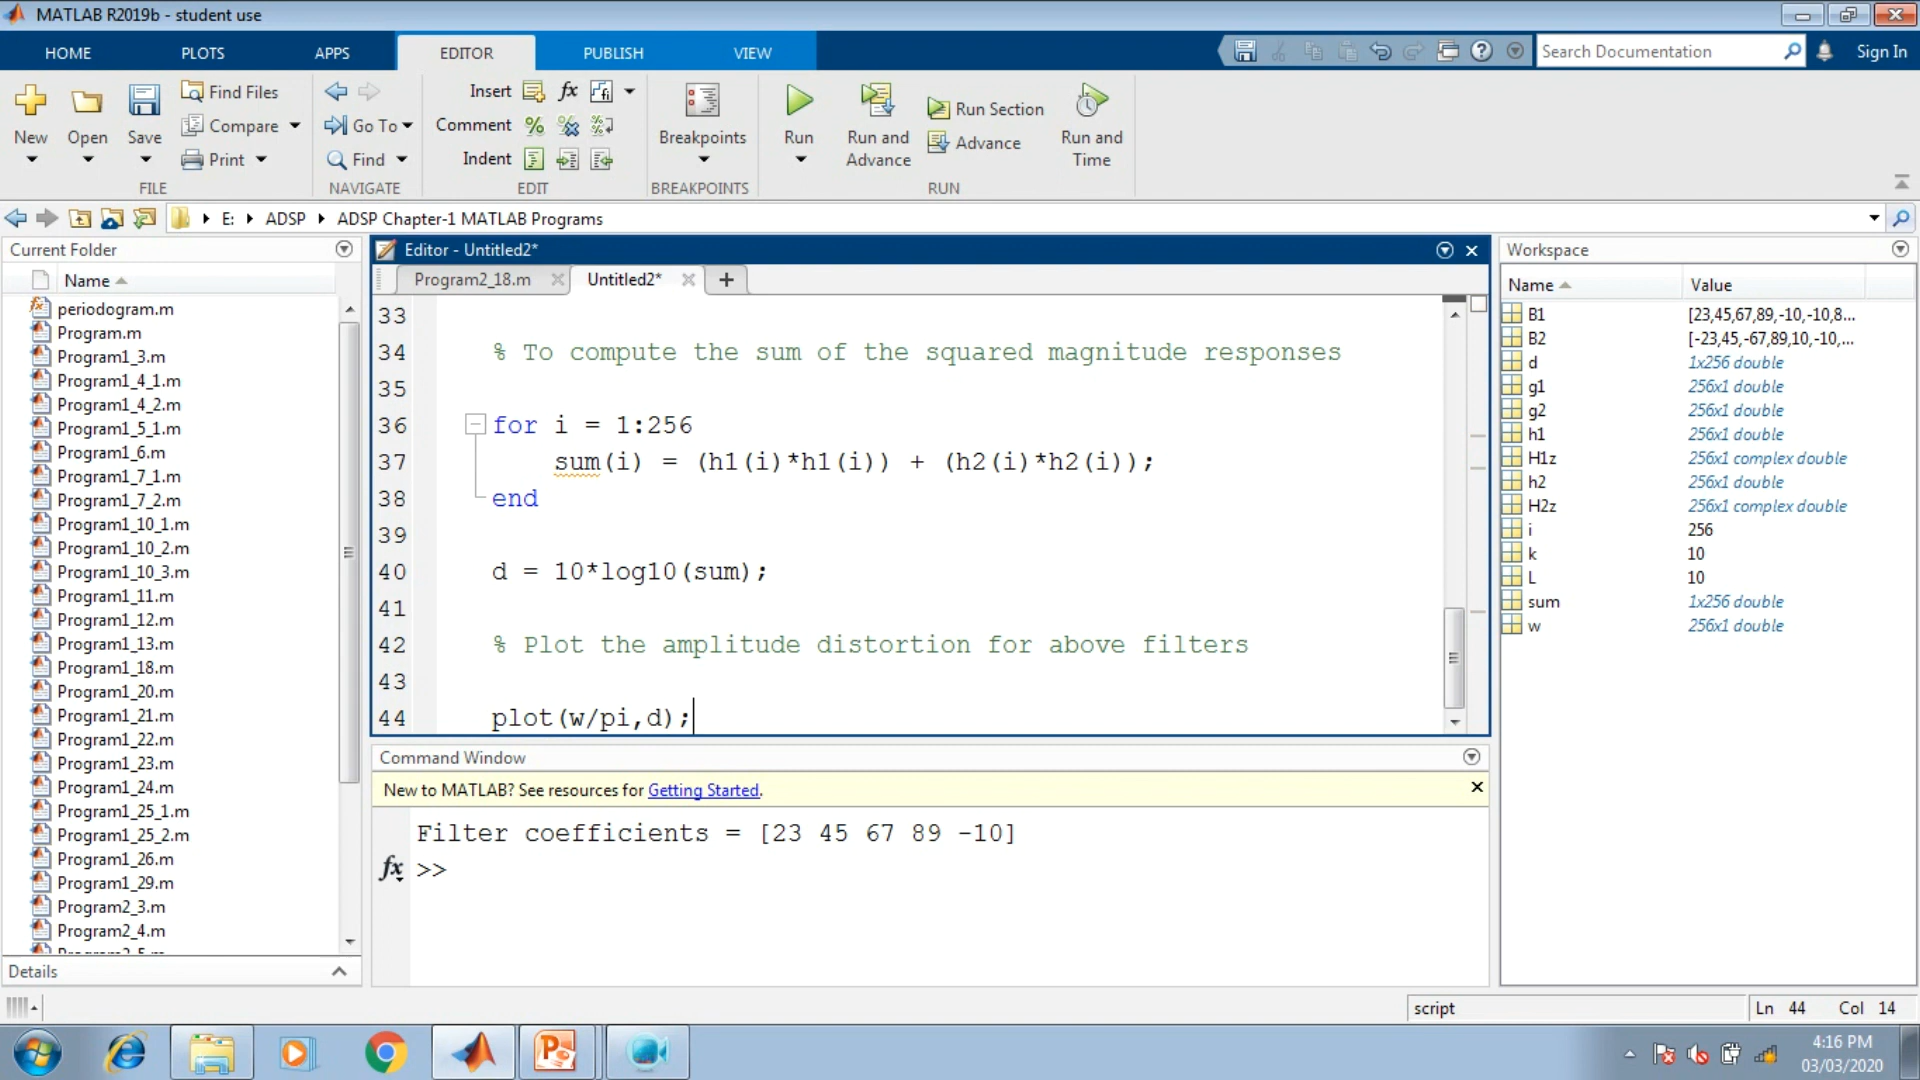 MATLAB R2019b - student use
HOME PLOTS APPS EDITOR PUBLISH VIEW
Search Documentation Sign In
New Open Save Find Files Compare Print
FILE
Go To Find
NAVIGATE
Insert Comment Indent
EDIT
Breakpoints
BREAKPOINTS
Run Run and Advance Run Section Advance Run and Time
RUN
E: ADSP ADSP Chapter-1 MATLAB Programs
Current Folder
Name
periodogram.m
Program.m
Program1_3.m
Program1_4_1.m
Program1_4_2.m
Program1_5_1.m
Program1_6.m
Program1_7_1.m
Program1_7_2.m
Program1_10_1.m
Program1_10_2.m
Program1_10_3.m
Program1_11.m
Program1_12.m
Program1_13.m
Program1_18.m
Program1_20.m
Program1_21.m
Program1_22.m
Program1_23.m
Program1_24.m
Program1_25_1.m
Program1_25_2.m
Program1_26.m
Program1_29.m
Program2_3.m
Program2_4.m
Details
Editor - Untitled2*
Program2_18.m Untitled2*
33
34 % To compute the sum of the squared magnitude responses
35
36 for i = 1:256
37 sum(i) = (h1(i)*h1(i)) + (h2(i)*h2(i));
38 end
39
40 d = 10*log10(sum);
41
42 % Plot the amplitude distortion for above filters
43
44 plot(w/pi,d);
Command Window
New to MATLAB? See resources for Getting Started.
Filter coefficients = [23 45 67 89 -10]
fx >>
Workspace
Name Value
B1 [23,45,67,89,-10,-10,8...
B2 [-23,45,-67,89,10,-10,...
d 1x256 double
g1 256x1 double
g2 256x1 double
h1 256x1 double
H1z 256x1 complex double
h2 256x1 double
H2z 256x1 complex double
i 256
k 10
L 10
sum 1x256 double
w 256x1 double
script Ln 44 Col 14
4:16 PM
03/03/2020